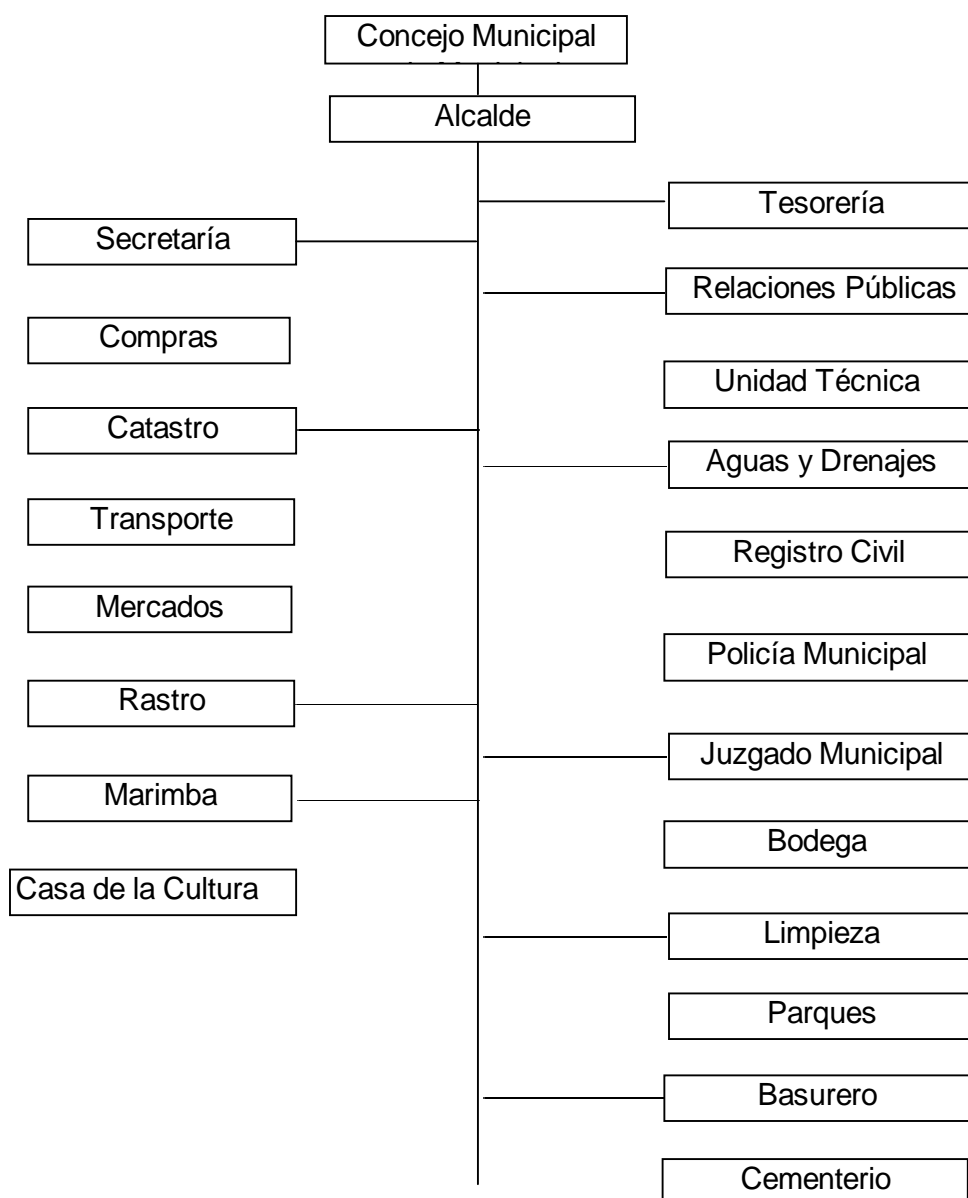 Concejo Municipal
Alcalde
Tesorería
Secretaría
Relaciones Públicas
Compras
Unidad Técnica
Catastro
Aguas y Drenajes
Transporte
Registro Civil
Mercados
Policía Municipal
Rastro
Juzgado Municipal
Marimba
Bodega
Casa de la Cultura
Limpieza
Parques
Basurero
Cementerio